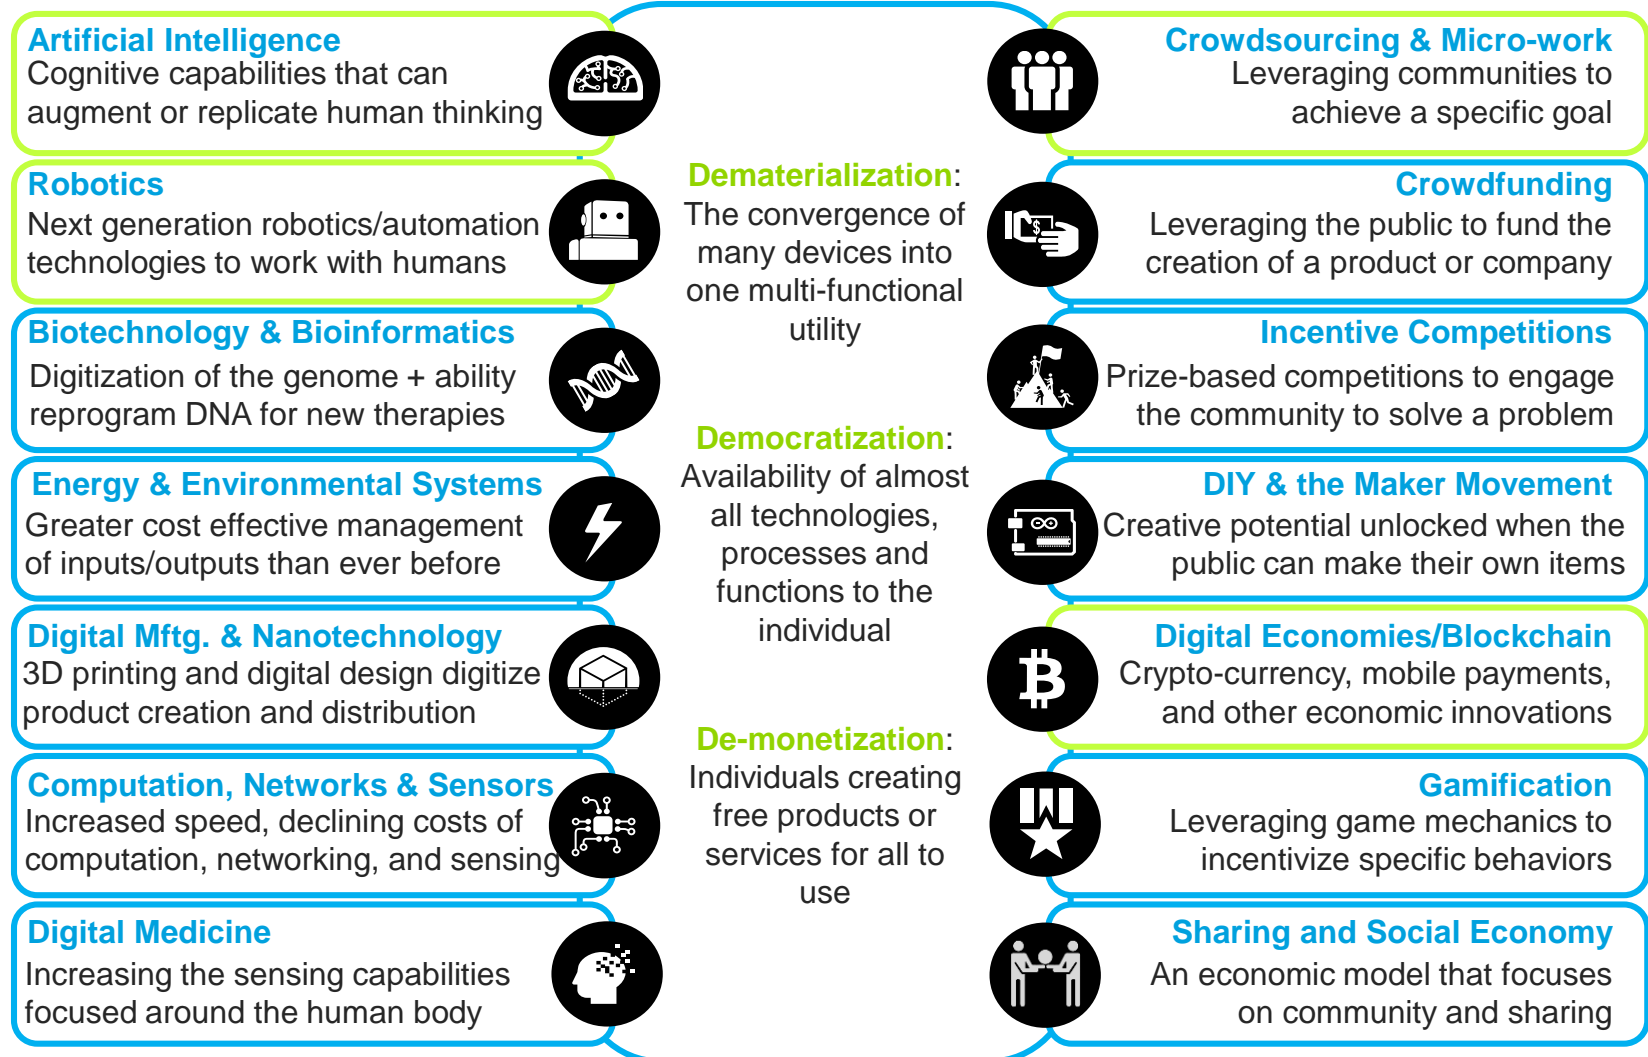 Artificial Intelligence
Cognitive capabilities that can
augment or replicate human thinking
Robotics
Next generation robotics/automation
technologies to work with humans
Biotechnology & Bioinformatics
Digitization of the genome + ability
reprogram DNA for new therapies
Energy & Environmental Systems
Greater cost effective management
of inputs/outputs than ever before
Digital Mftg. & Nanotechnology
3D printing and digital design digitize
product creation and distribution
Computation, Networks & Sensors
Increased speed, declining costs of
computation, networking, and sensing
Digital Medicine
Increasing the sensing capabilities
focused around the human body
Dematerialization:
The convergence of
many devices into
one multi-functional
utility
Democratization:
Availability of almost
all technologies,
processes and
functions to the
individual
De-monetization:
Individuals creating
free products or
services for all to
use
Crowdsourcing & Micro-work
Leveraging communities to
achieve a specific goal
Crowdfunding
$
Leveraging the public to fund the
creation of a product or company
Incentive Competitions
Prize-based competitions to engage
the community to solve a problem
DIY & the Maker Movement
Creative potential unlocked when the
public can make their own items
Digital Economies/Blockchain
Crypto-currency, mobile payments,
and other economic innovations
Gamification
Leveraging game mechanics to
incentivize specific behaviors
Sharing and Social Economy
An economic model that focuses
on community and sharing